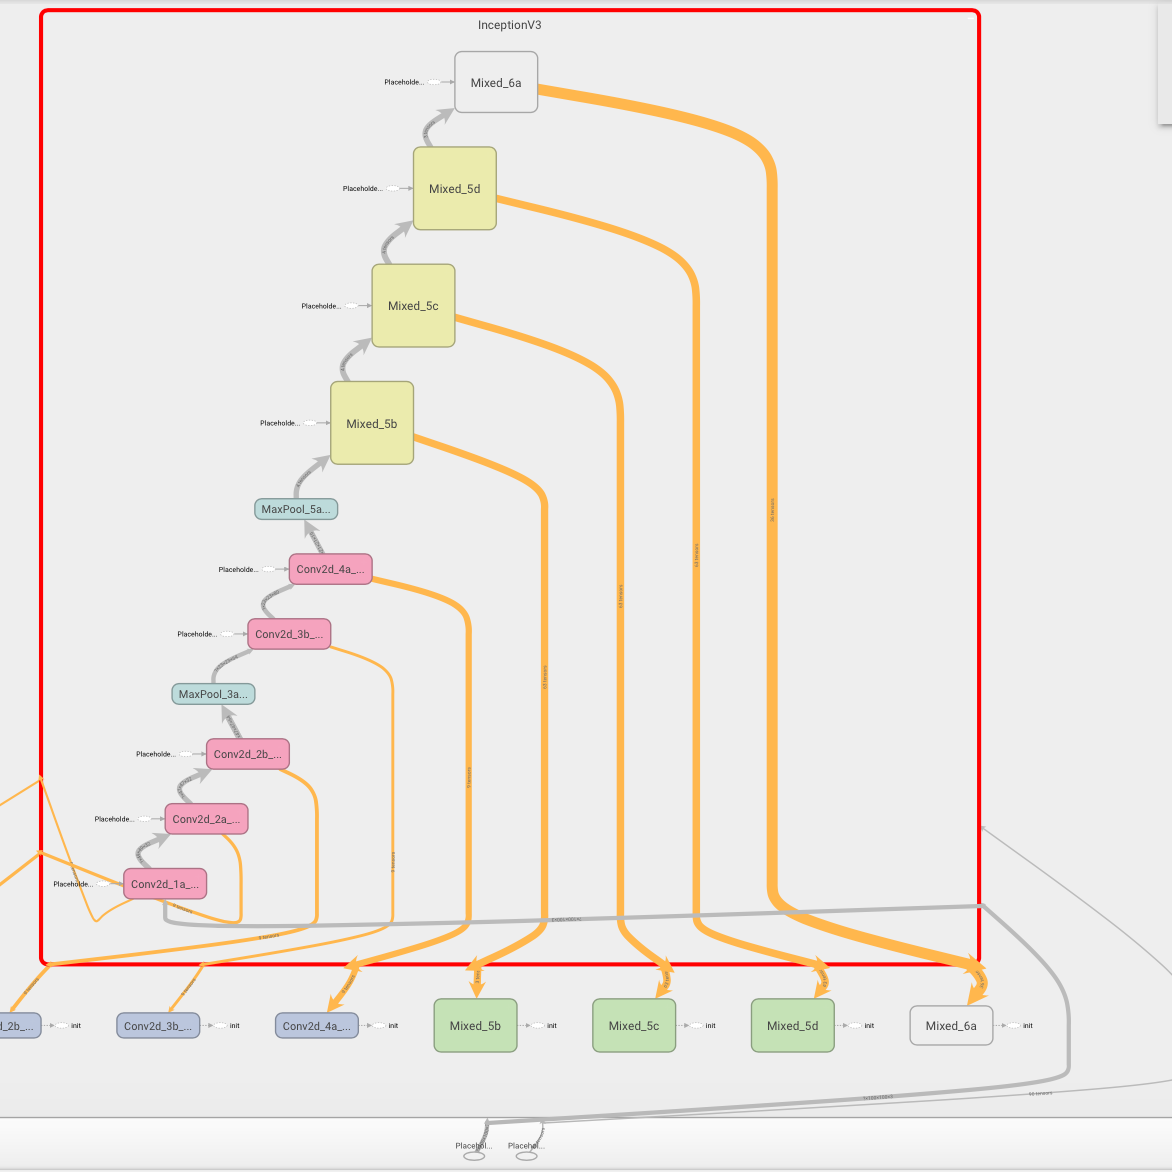 InceptionV3
Mixed_6a
Placeholde...
Mixed_5d
Placeholde...
Mixed_5c
Placeholde...
Mixed_5b
Placeholde...
MaxPool_5a...
Conv2d_4a_...
Placeholde...
Conv2d_3b_...
Placeholde...
MaxPool_3a...
Conv2d_2b_...
Placeholde...
Conv2d_2a_...
Placeholde...
Conv2d_1a_...
Placeholde...
_2b_...
init
Conv2d_3b_...
init
Conv2d_4a_...
init
Mixed_5b
init
Mixed_5c
init
Mixed_5d
init
Mixed_6a
init
Placehol...
Placehol...